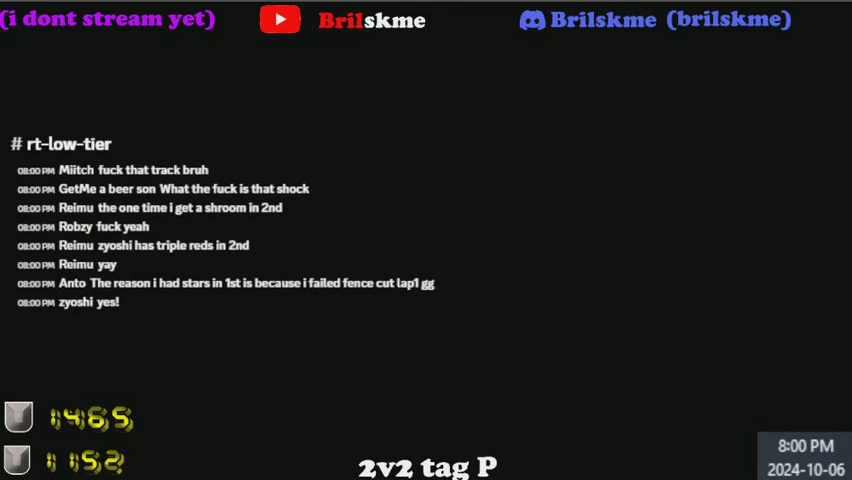 (i dont stream yet)
Brilskme
Brilskme (brilskme)
# rt-low-tier
08:00 PM Miitch fuck that track bruh
08:00 PM GetMe a beer son What the fuck is that shock
08:00 PM Reimu the one time i get a shroom in 2nd
08:00 PM Robzy fuck yeah
08:00 PM Reimu zyoshi has triple reds in 2nd
08:00 PM Reimu yay
08:00 PM Anto The reason i had stars in 1st is because i failed fence cut lap1 gg
08:00 PM zyoshi yes!
11465
11152
2v2 tag P
8:00 PM
2024-10-06